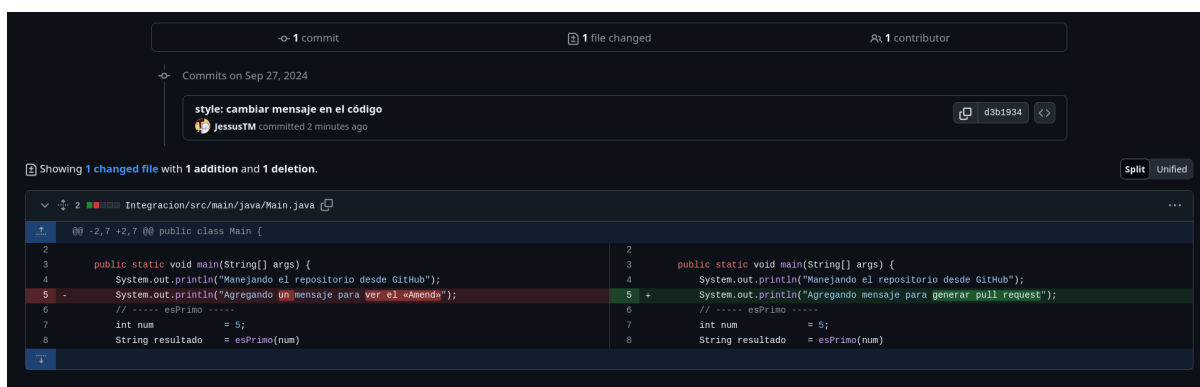 1 commit 1 file changed 1 contributor
Commits on Sep 27, 2024
style: cambiar mensaje en el código
JessusTM committed 2 minutes ago
d3b1934
Showing 1 changed file with 1 addition and 1 deletion.
Split Unified
2 Integracion/src/main/java/Main.java
@@ -2,7 +2,7 @@ public class Main {
2
3 public static void main(String[] args) {
4 System.out.println("Manejando el repositorio desde GitHub");
5 - System.out.println("Agregando un mensaje para ver el «Amend»");
6 // ----- esPrimo -----
7 int num = 5;
8 String resultado = esPrimo(num)
2
3 public static void main(String[] args) {
4 System.out.println("Manejando el repositorio desde GitHub");
5 + System.out.println("Agregando mensaje para generar pull request");
6 // ----- esPrimo -----
7 int num = 5;
8 String resultado = esPrimo(num)